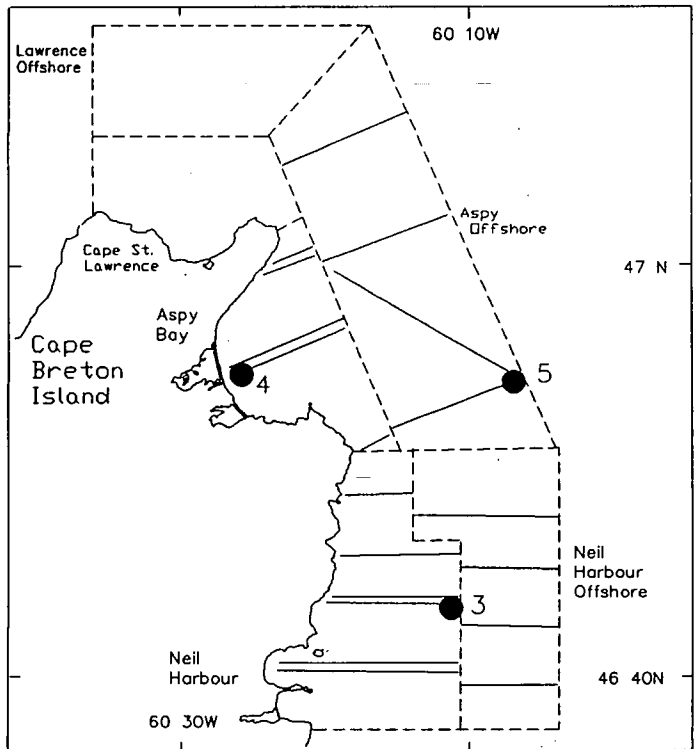 Lawrence
Offshore
60 10W
Aspy
Offshore
Cape St.
Lawrence
47 N
Aspy
Bay
Cape
Breton
Island
4
5
Neil
Harbour
Offshore
3
Neil
Harbour
46 40N
60 30W